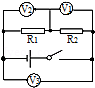 V₂ V₁
R₁ R₂
V₃